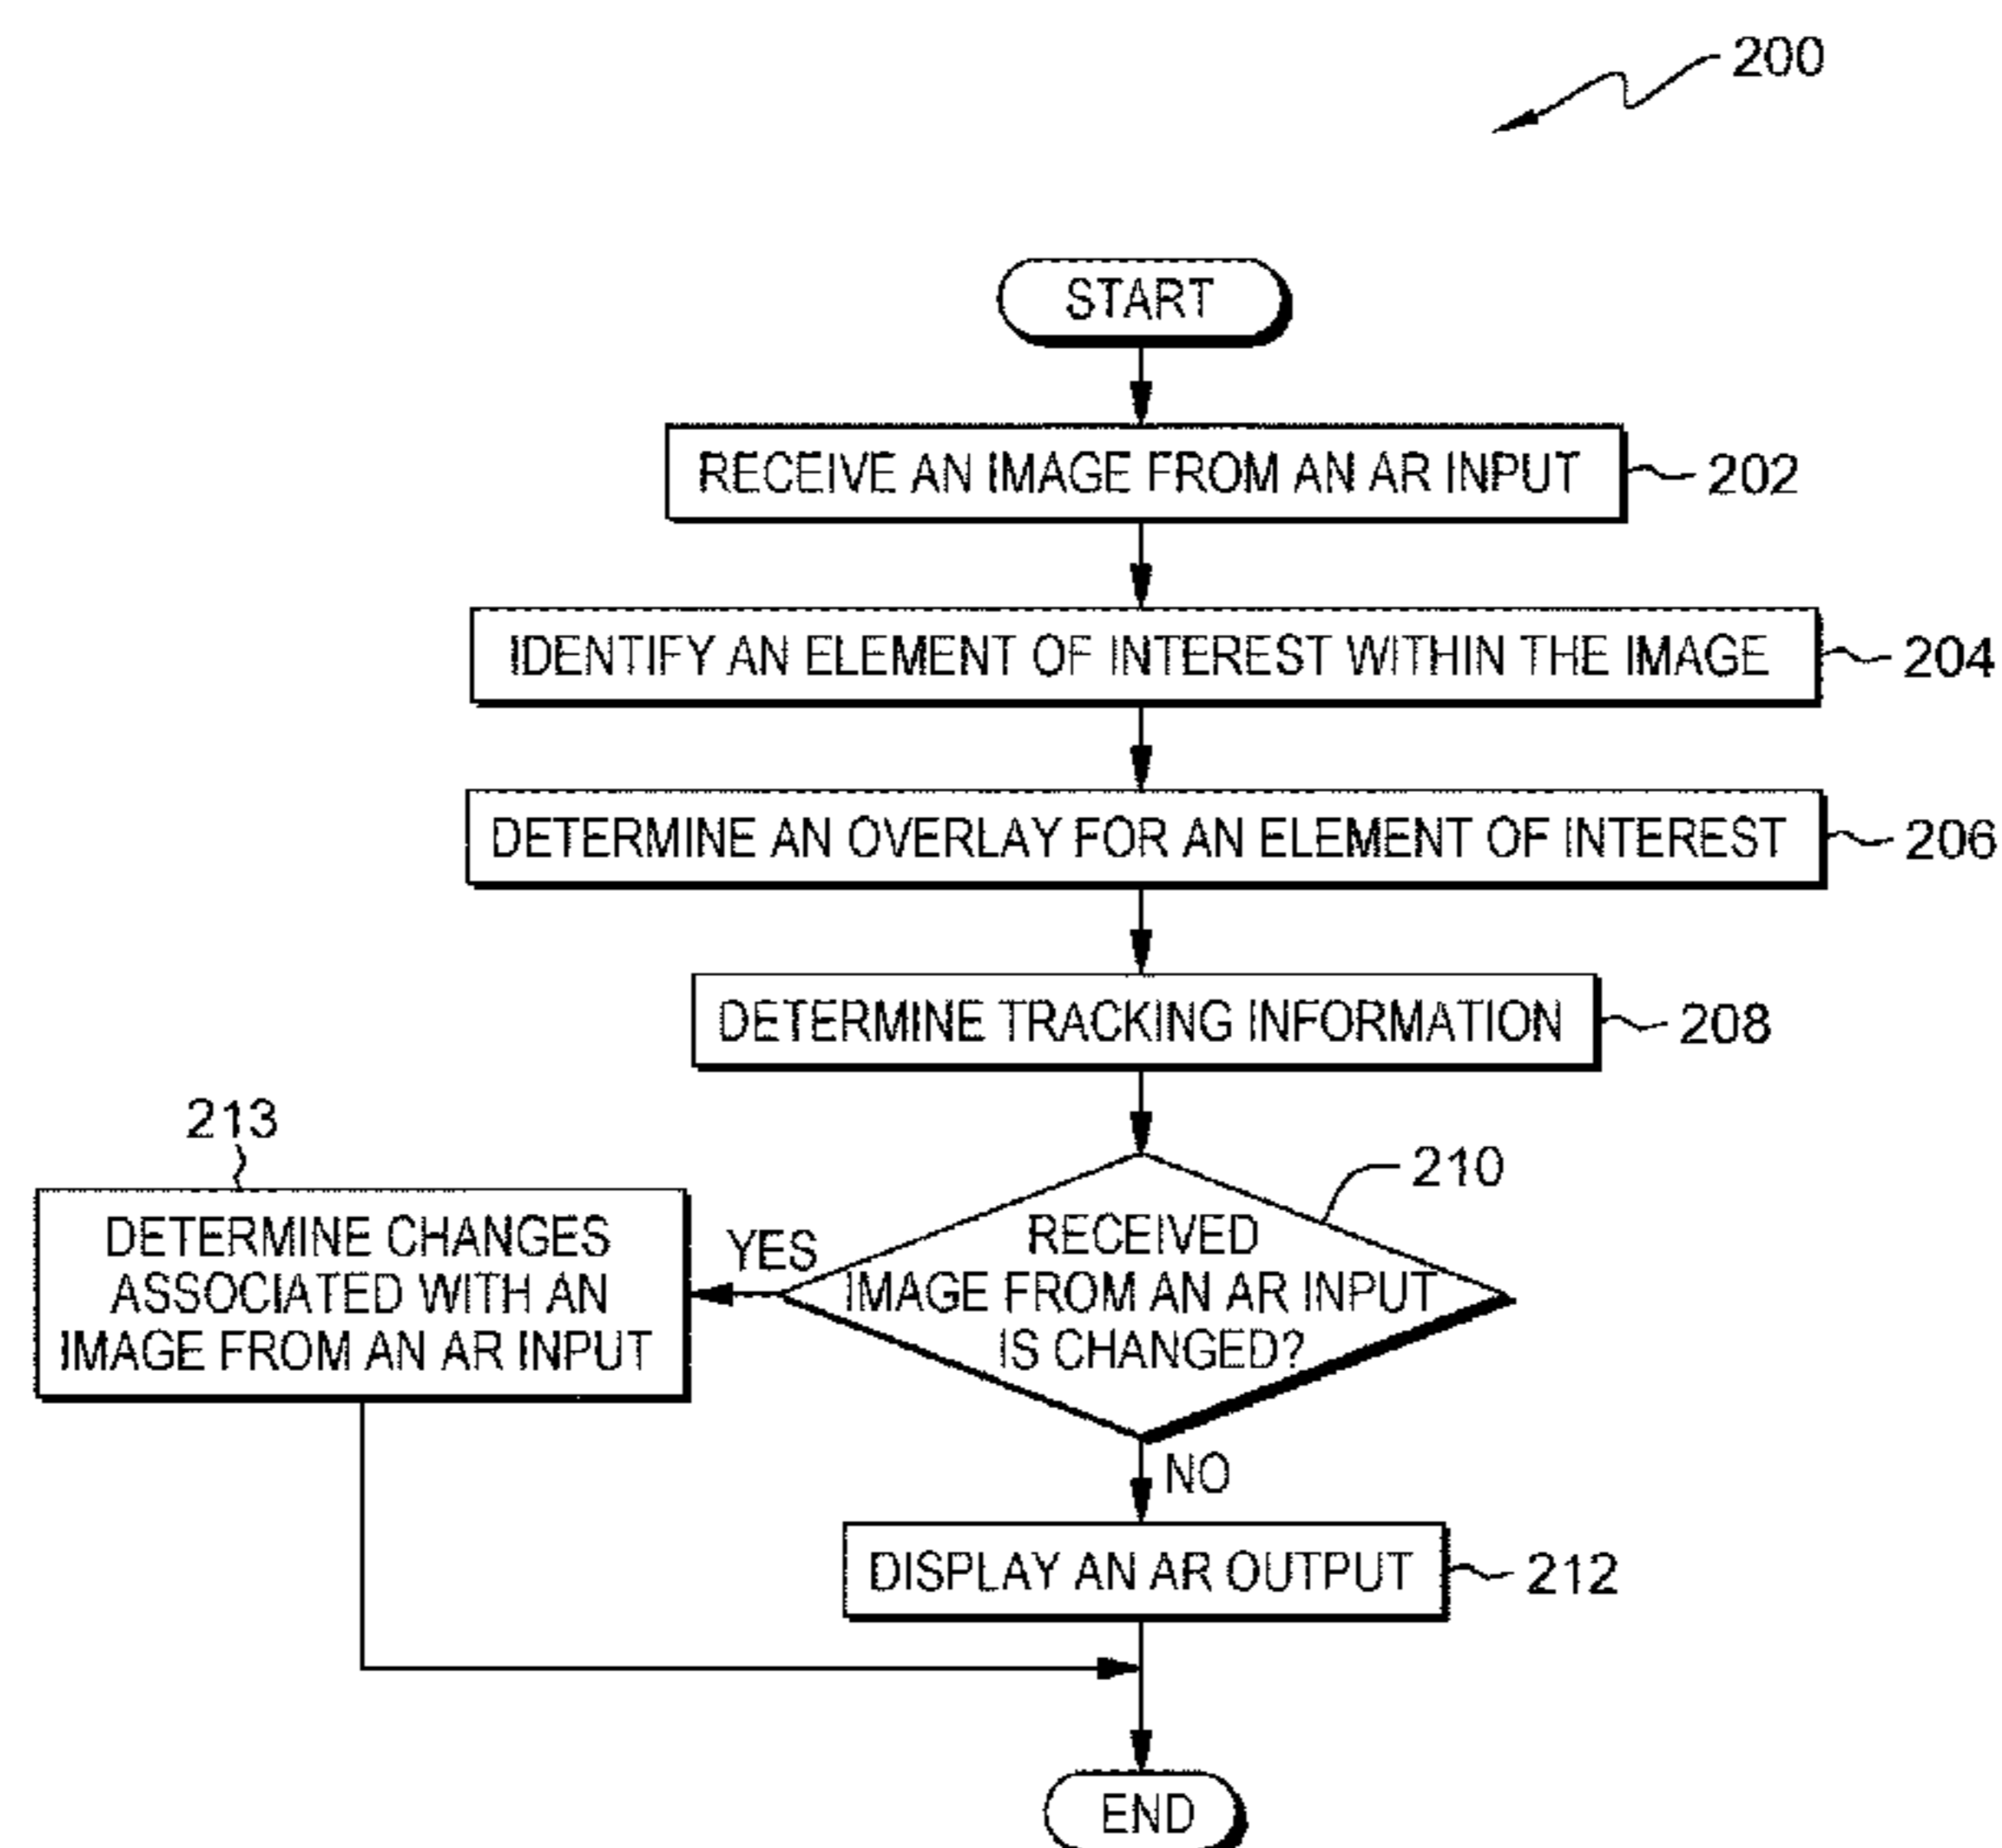 200
START
RECEIVE AN IMAGE FROM AN AR INPUT
202
IDENTIFY AN ELEMENT OF INTEREST WITHIN THE IMAGE
204
DETERMINE AN OVERLAY FOR AN ELEMENT OF INTEREST
206
DETERMINE TRACKING INFORMATION
208
213
DETERMINE CHANGES
ASSOCIATED WITH AN
IMAGE FROM AN AR INPUT
YES
210
RECEIVED
IMAGE FROM AN AR INPUT
IS CHANGED?
NO
DISPLAY AN AR OUTPUT
212
END